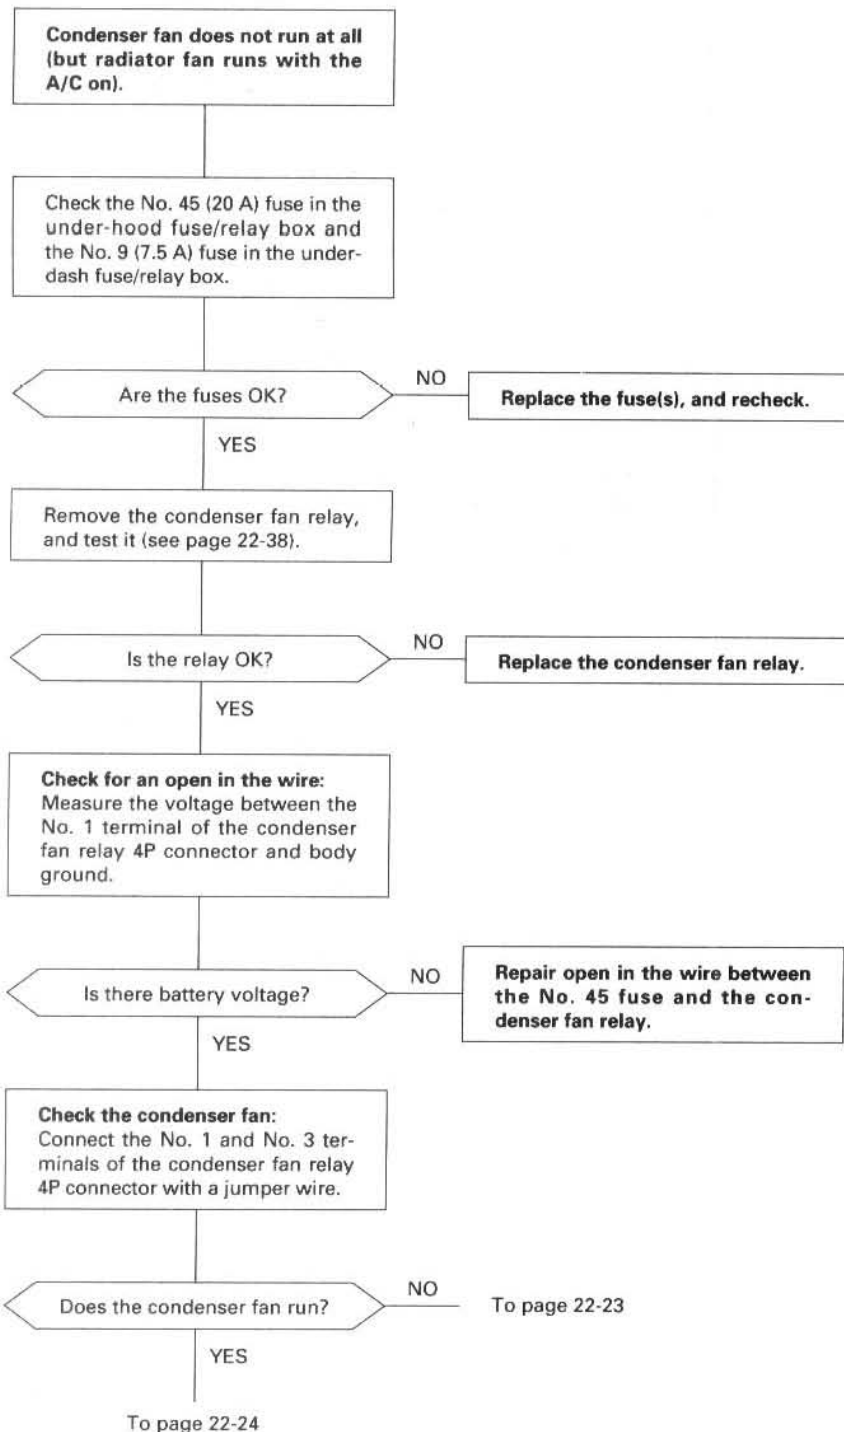 Condenser fan does not run at all
(but radiator fan runs with the
A/C on).
Check the No. 45 (20 A) fuse in the
under-hood fuse/relay box and
the No. 9 (7.5 A) fuse in the under-
dash fuse/relay box.
Are the fuses OK?
NO
Replace the fuse(s), and recheck.
YES
Remove the condenser fan relay,
and test it (see page 22-38).
Is the relay OK?
NO
Replace the condenser fan relay.
YES
Check for an open in the wire:
Measure the voltage between the
No. 1 terminal of the condenser
fan relay 4P connector and body
ground.
Is there battery voltage?
NO
Repair open in the wire between
the No. 45 fuse and the con-
denser fan relay.
YES
Check the condenser fan:
Connect the No. 1 and No. 3 ter-
minals of the condenser fan relay
4P connector with a jumper wire.
Does the condenser fan run?
NO
To page 22-23
YES
To page 22-24